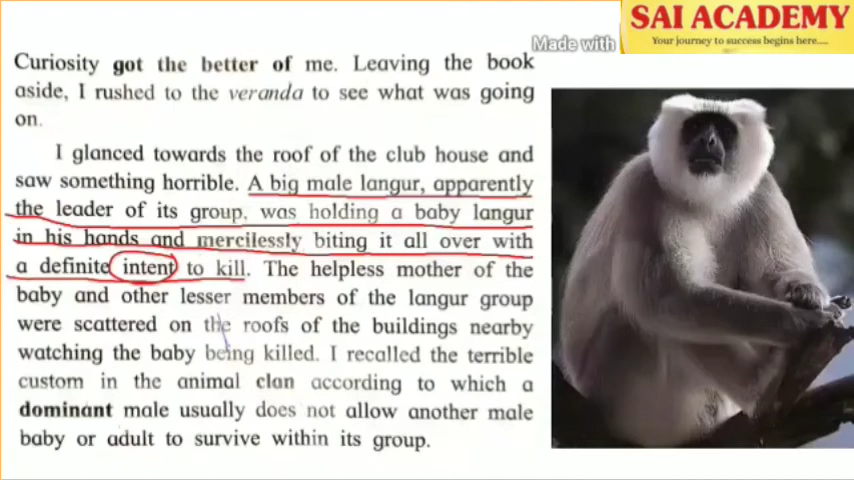 SAI ACADEMY
Made with
Your journey to success begins here....
Curiosity got the better of me. Leaving the book
aside, I rushed to the veranda to see what was going
on.
I glanced towards the roof of the club house and
saw something horrible. A big male langur, apparently
the leader of its group, was holding a baby langur
in his hands and mercilessly biting it all over with
a definite intent to kill. The helpless mother of the
baby and other lesser members of the langur group
were scattered on the roofs of the buildings nearby
watching the baby being killed. I recalled the terrible
custom in the animal clan according to which a
dominant male usually does not allow another male
baby or adult to survive within its group.